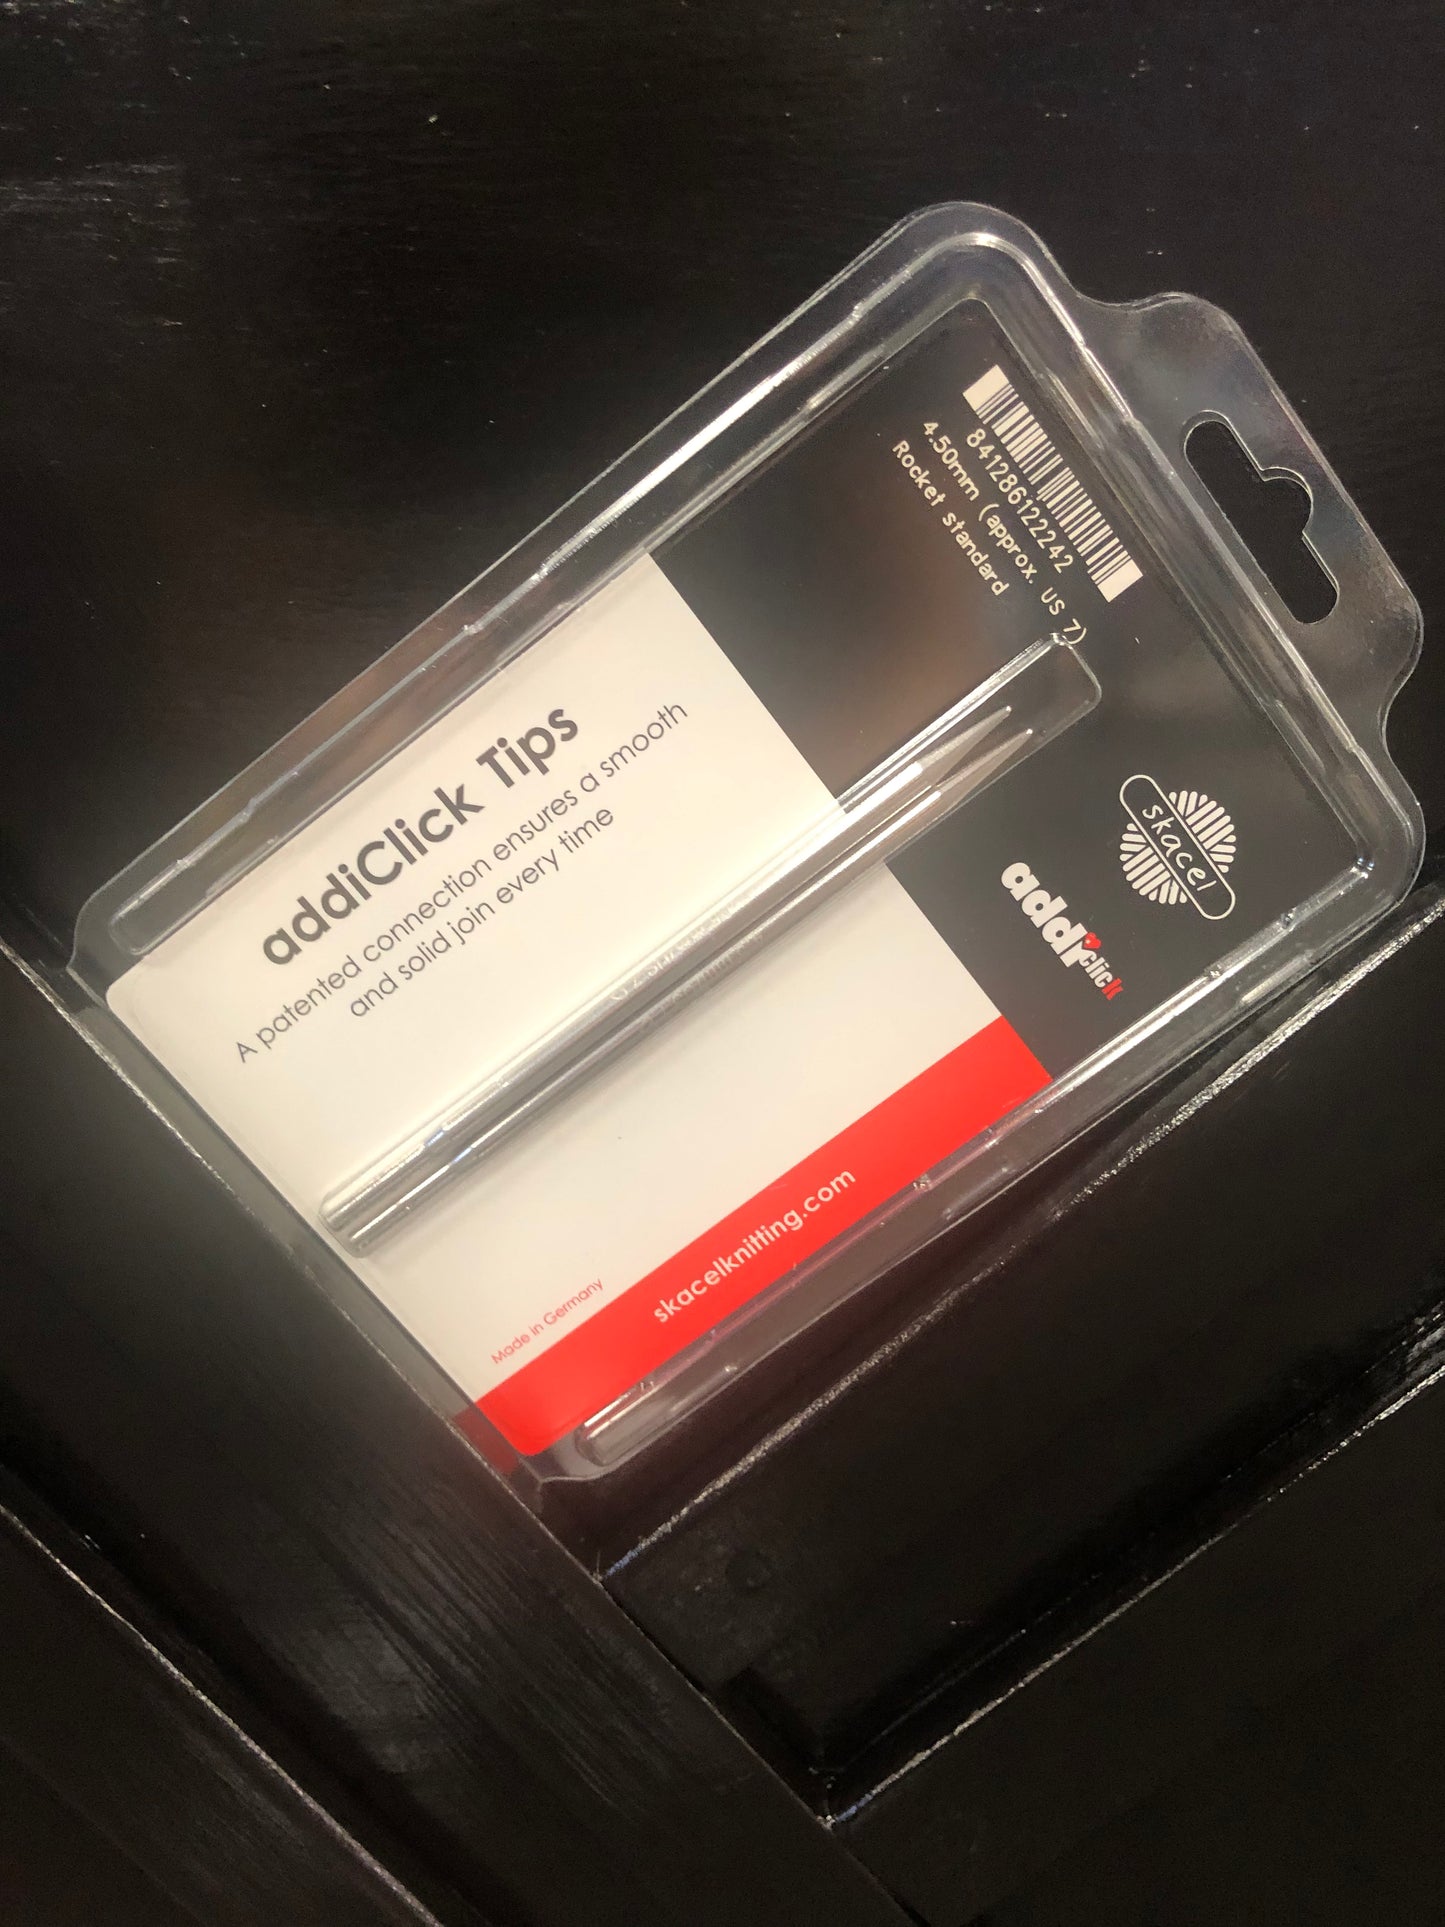 841286122242
4.50mm (approx. US 7)
Rocket standard
skacel
addi
click
addiClick Tips
A patented connection ensures a smooth
and solid join every time
Made in Germany
skacelknitting.com